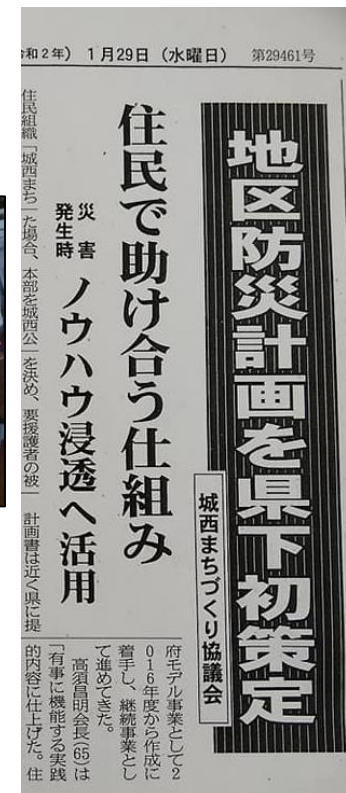 和2年) 1月29日 (水曜日) 第29461号
地区防災計画を県下初策定
城西まちづくり協議会
住民で助け合う仕組み
災害発生時 ノウハウ浸透へ活用
府モデル事業として2
016年度から作成に
着手し、継続事業とし
て進めてきた。
高須昌明会長(65)は
「有事に機能する実践
的内容に仕上げた。住
住民組織「城西まち
た場合、本部を城西公
を決め、要援護者の被
計画書は近く県に提